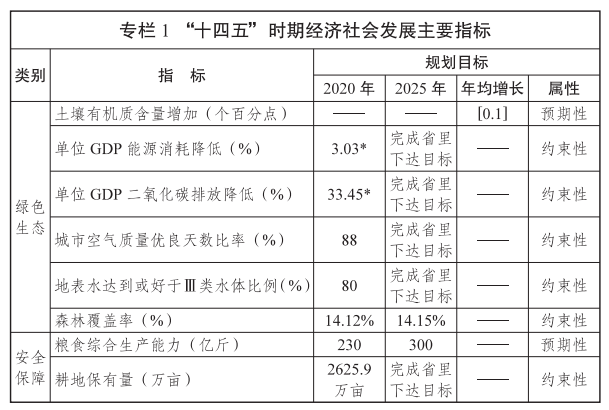 专栏 1 “十四五”时期经济社会发展主要指标
类别 指 标 规划目标
2020 年 2025 年 年均增长 属性
绿色生态
土壤有机质含量增加（个百分点） —— —— [0.1] 预期性
单位 GDP 能源消耗降低（%） 3.03* 完成省里下达目标 —— 约束性
单位 GDP 二氧化碳排放降低（%） 33.45* 完成省里下达目标 —— 约束性
城市空气质量优良天数比率（%） 88 完成省里下达目标 —— 约束性
地表水达到或好于Ⅲ类水体比例(%) 80 完成省里下达目标 —— 约束性
森林覆盖率（%） 14.12% 14.15% —— 约束性
安全保障
粮食综合生产能力（亿斤） 230 300 —— 预期性
耕地保有量（万亩） 2625.9万亩 完成省里下达目标 —— 约束性